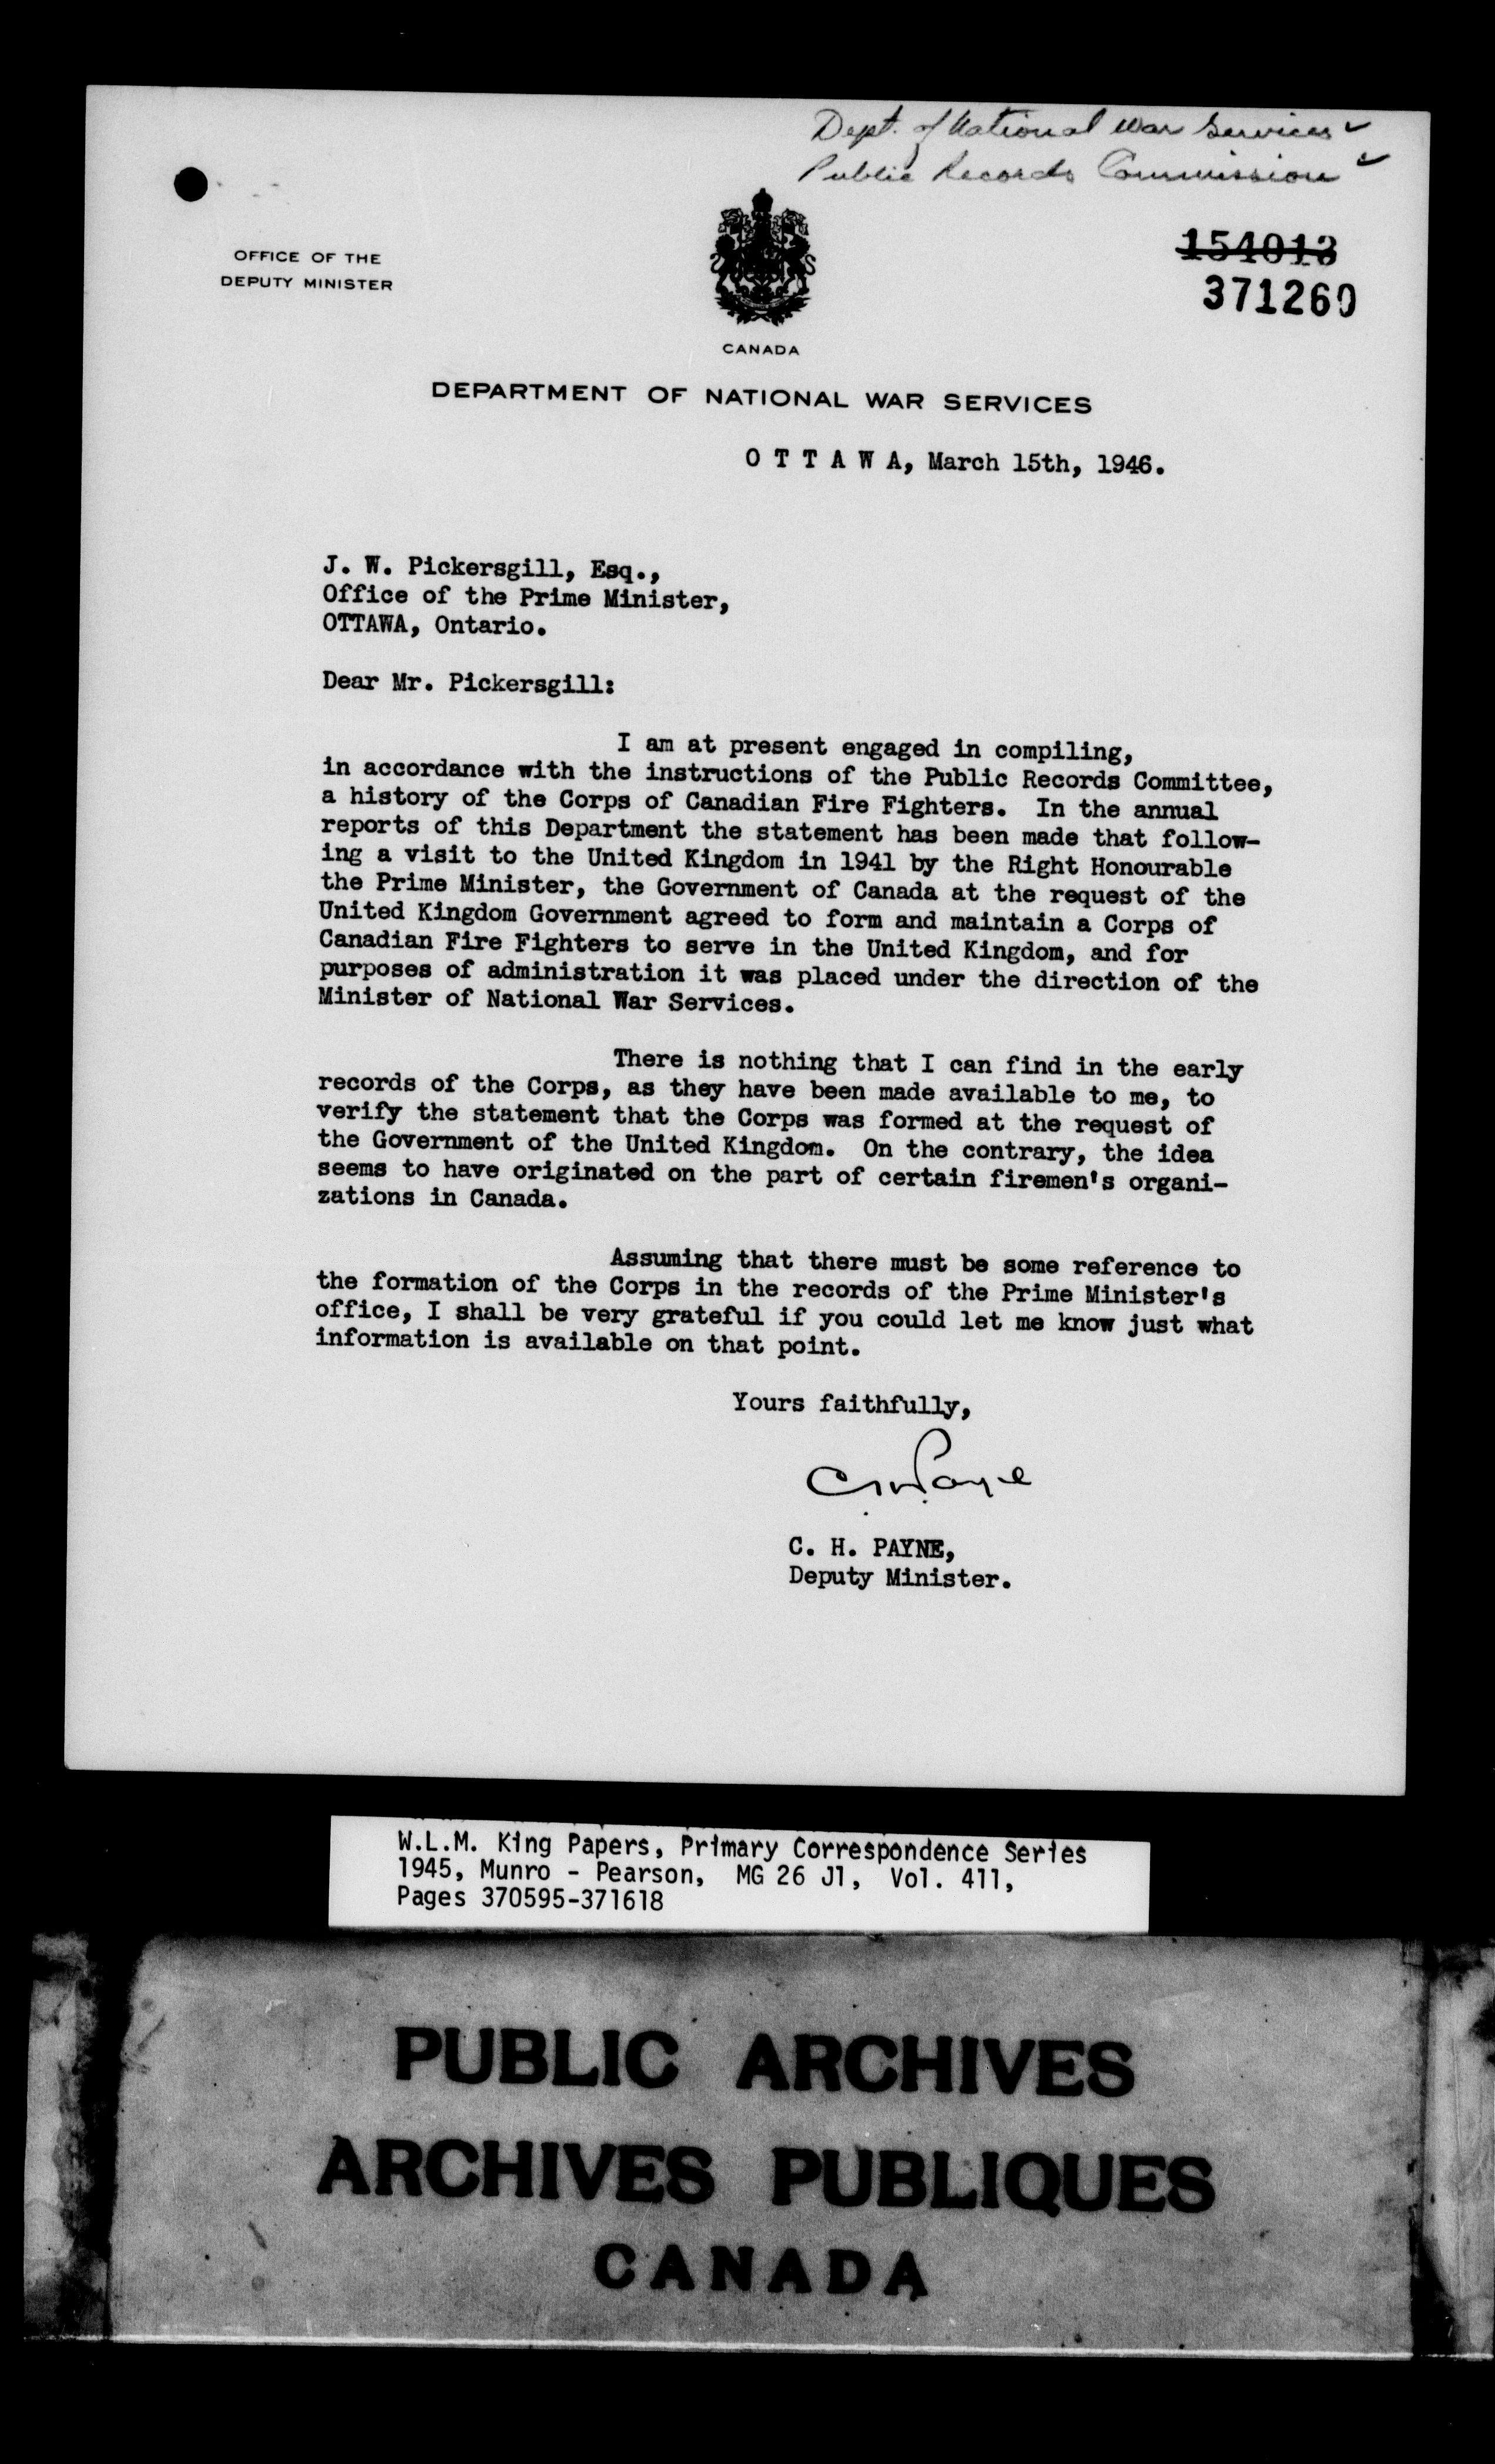 Dept. of National War Services ✓
Public Records Commission ✓
OFFICE OF THE
DEPUTY MINISTER
154013
371260
CANADA
DEPARTMENT OF NATIONAL WAR SERVICES
O T T A W A, March 15th, 1946.
J. W. Pickersgill, Esq.,
Office of the Prime Minister,
OTTAWA, Ontario.
Dear Mr. Pickersgill:
I am at present engaged in compiling,
in accordance with the instructions of the Public Records Committee,
a history of the Corps of Canadian Fire Fighters. In the annual
reports of this Department the statement has been made that follow-
ing a visit to the United Kingdom in 1941 by the Right Honourable
the Prime Minister, the Government of Canada at the request of the
United Kingdom Government agreed to form and maintain a Corps of
Canadian Fire Fighters to serve in the United Kingdom, and for
purposes of administration it was placed under the direction of the
Minister of National War Services.
There is nothing that I can find in the early
records of the Corps, as they have been made available to me, to
verify the statement that the Corps was formed at the request of
the Government of the United Kingdom. On the contrary, the idea
seems to have originated on the part of certain firemen's organi-
zations in Canada.
Assuming that there must be some reference to
the formation of the Corps in the records of the Prime Minister's
office, I shall be very grateful if you could let me know just what
information is available on that point.
Yours faithfully,
C H Payne
C. H. PAYNE,
Deputy Minister.
W.L.M. King Papers, Primary Correspondence Series
1945, Munro - Pearson, MG 26 J1, Vol. 411,
Pages 370595-371618
PUBLIC ARCHIVES
ARCHIVES PUBLIQUES
CANADA